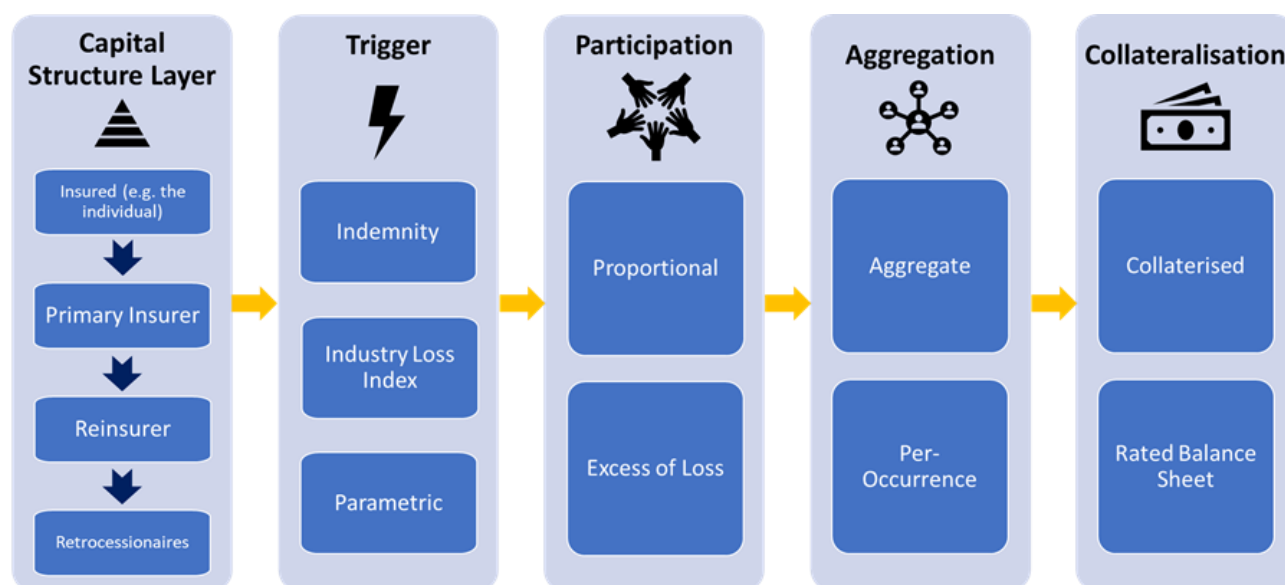 Capital
Structure Layer
Insured (e.g. the
individual)
Primary Insurer
Reinsurer
Retrocessionaires
Trigger
Indemnity
Industry Loss
Index
Parametric
Participation
Proportional
Excess of Loss
Aggregation
Aggregate
Per-
Occurrence
Collateralisation
Collaterised
Rated Balance
Sheet